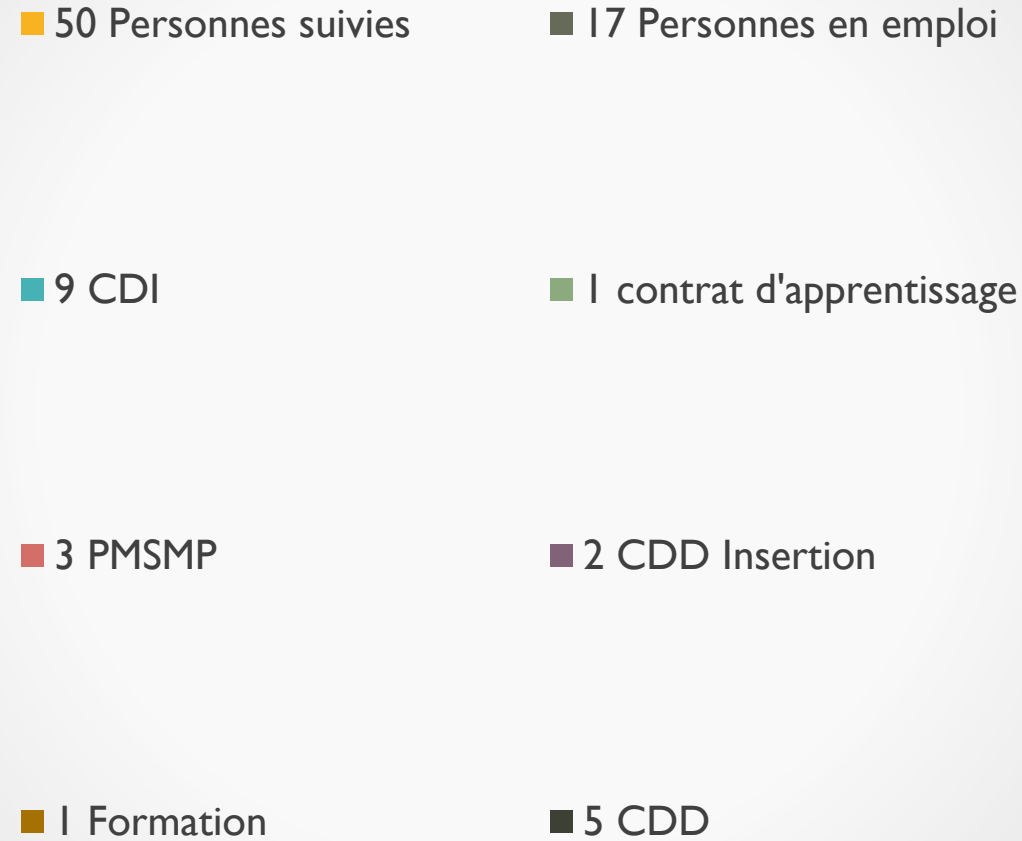 50 Personnes suivies
17 Personnes en emploi
9 CDI
1 contrat d'apprentissage
3 PMSMP
2 CDD Insertion
1 Formation
5 CDD